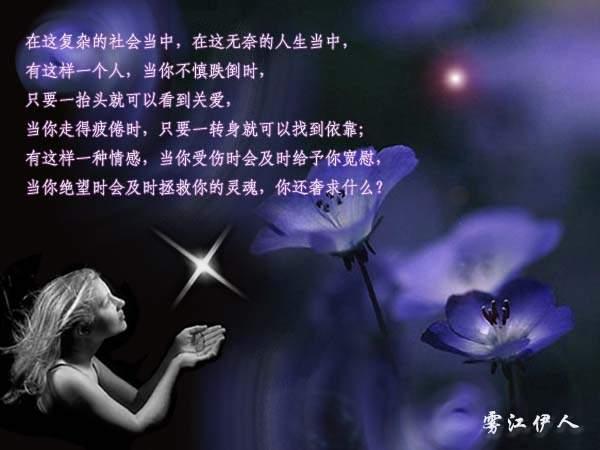 在这复杂的社会当中，在这无奈的人生当中，
有这样一个人，当你不慎跌倒时，
只要一抬头就可以看到关爱，
当你走得疲倦时，只要一转身就可以找到依靠；
有这样一种情感，当你受伤时会及时给予你宽慰，
当你绝望时会及时拯救你的灵魂，你还奢求什么？
雾江伊人